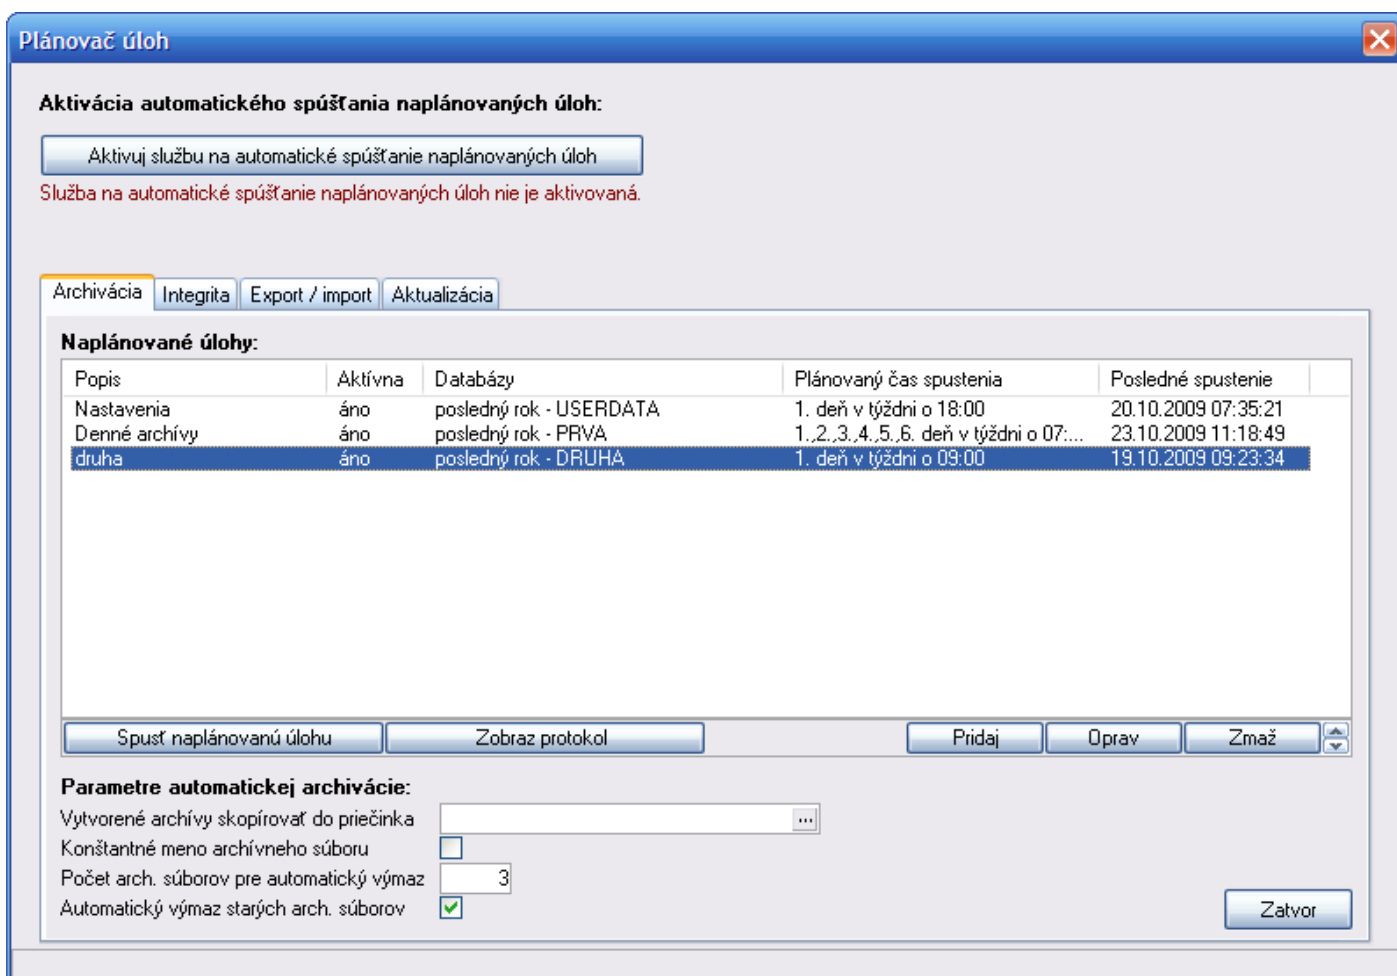 Plánovač úloh
Aktivácia automatického spúšťania naplánovaných úloh:
Aktivuj službu na automatické spúšťanie naplánovaných úloh
Služba na automatické spúšťanie naplánovaných úloh nie je aktivovaná.
Archivácia Integrita Export / import Aktualizácia
Naplánované úlohy:
Popis Aktívna Databázy Plánovaný čas spustenia Posledné spustenie
Nastavenia áno posledný rok - USERDATA 1. deň v týždni o 18:00 20.10.2009 07:35:21
Denné archívy áno posledný rok - PRVA 1.,2.,3.,4.,5.,6. deň v týždni o 07:... 23.10.2009 11:18:49
druha áno posledný rok - DRUHA 1. deň v týždni o 09:00 19.10.2009 09:23:34
Spusť naplánovanú úlohu Zobraz protokol Pridaj Oprav Zmaž
Parametre automatickej archivácie:
Vytvorené archívy skopírovať do priečinka ...
Konštantné meno archívneho súboru
Počet arch. súborov pre automatický výmaz 3
Automatický výmaz starých arch. súborov
Zatvor